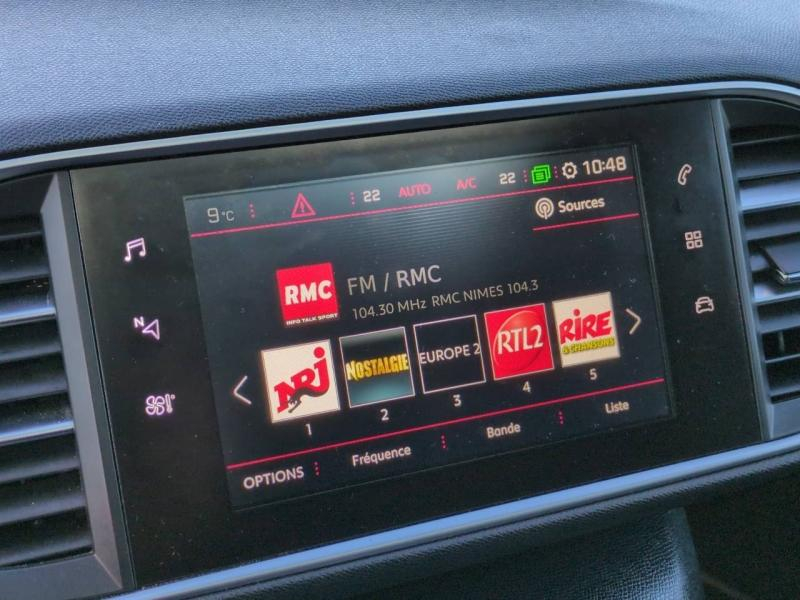 9°C 22 AUTO A/C 22 10:48
Sources
RMC
INFO TALK SPORT
FM / RMC
104.30 MHz RMC NIMES 104.3
N
NRJ
NOSTALGIE
EUROPE 2
RTL2
RIRE
& CHANSONS
1 2 3 4 5
OPTIONS Fréquence Bande Liste